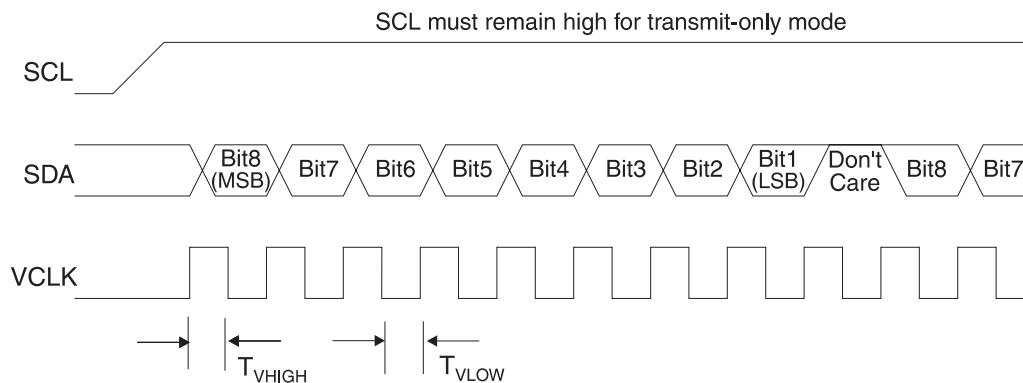 SCL must remain high for transmit-only mode
SCL
SDA
Bit8 (MSB)
Bit7
Bit6
Bit5
Bit4
Bit3
Bit2
Bit1 (LSB)
Don't Care
Bit8
Bit7
VCLK
TVHIGH
TVLOW